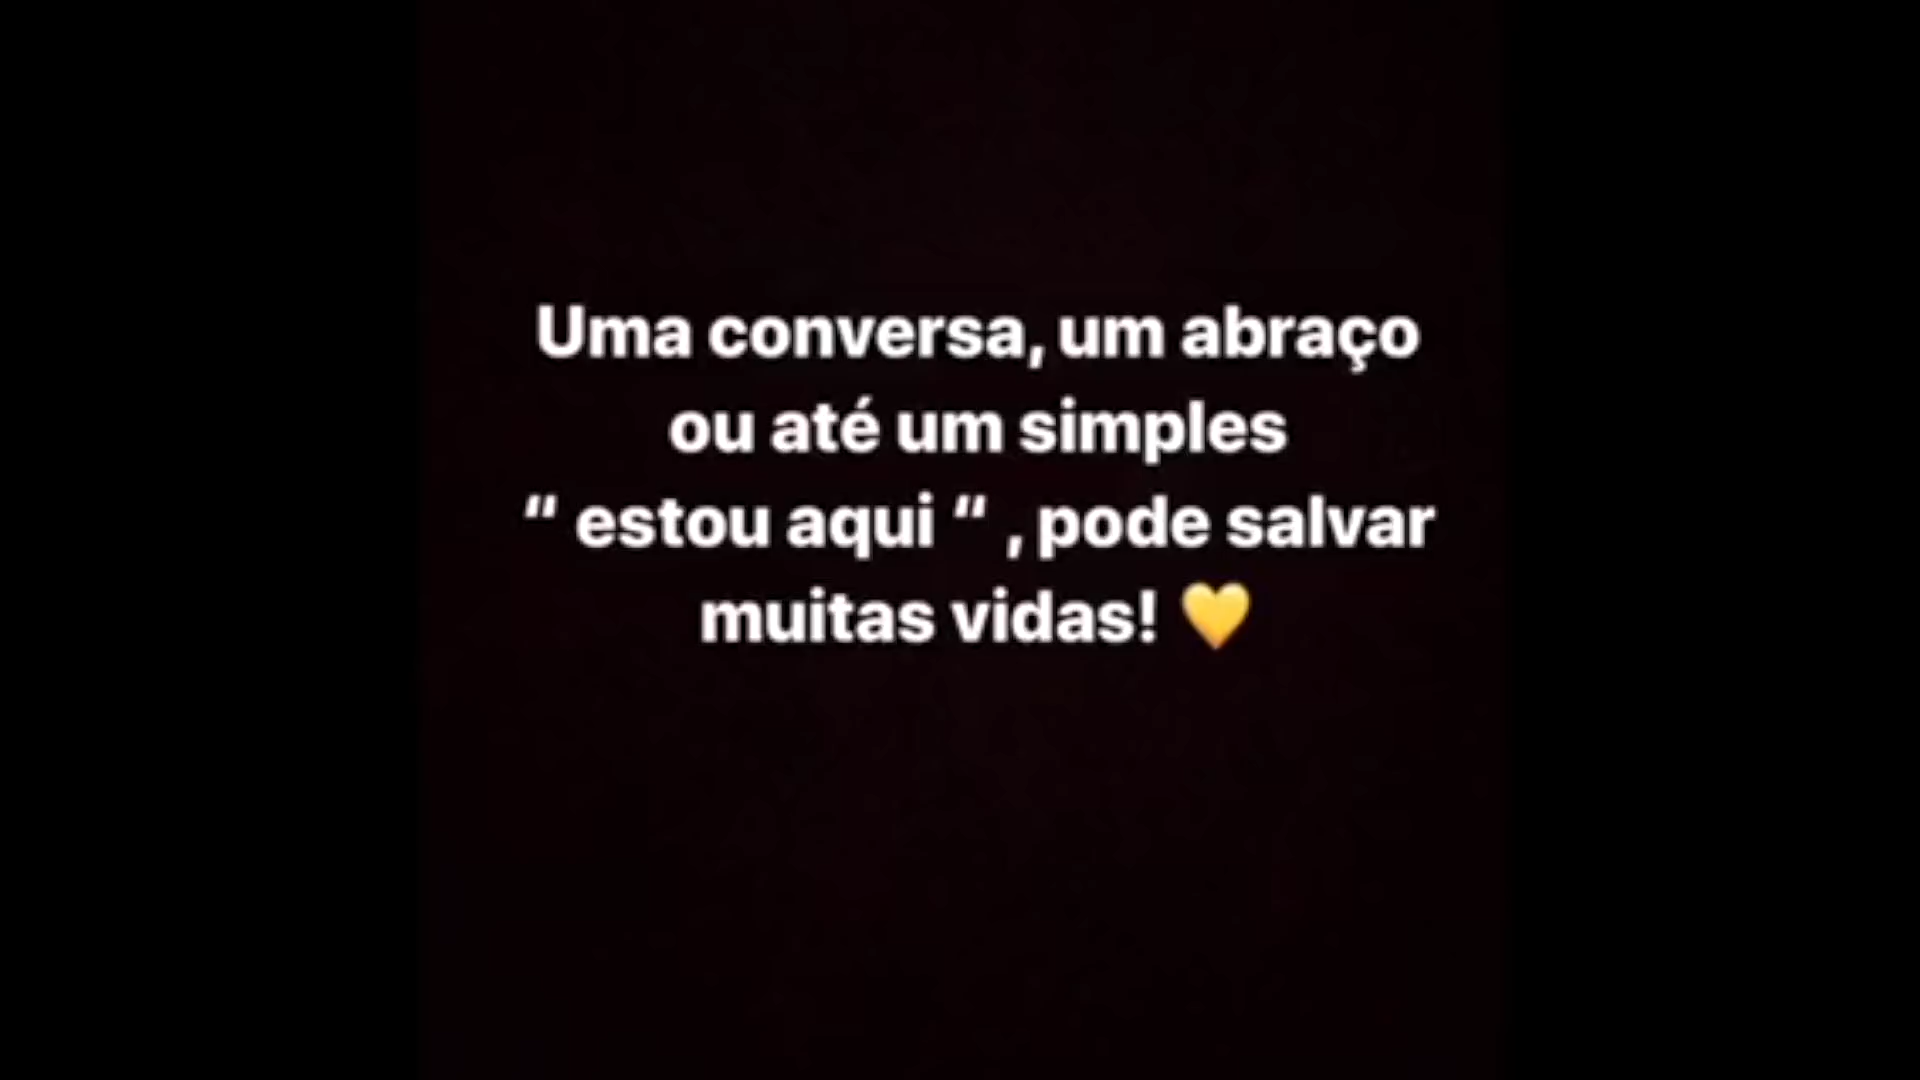 Uma conversa, um abraço
ou até um simples
“ estou aqui “ , pode salvar
muitas vidas! 💛